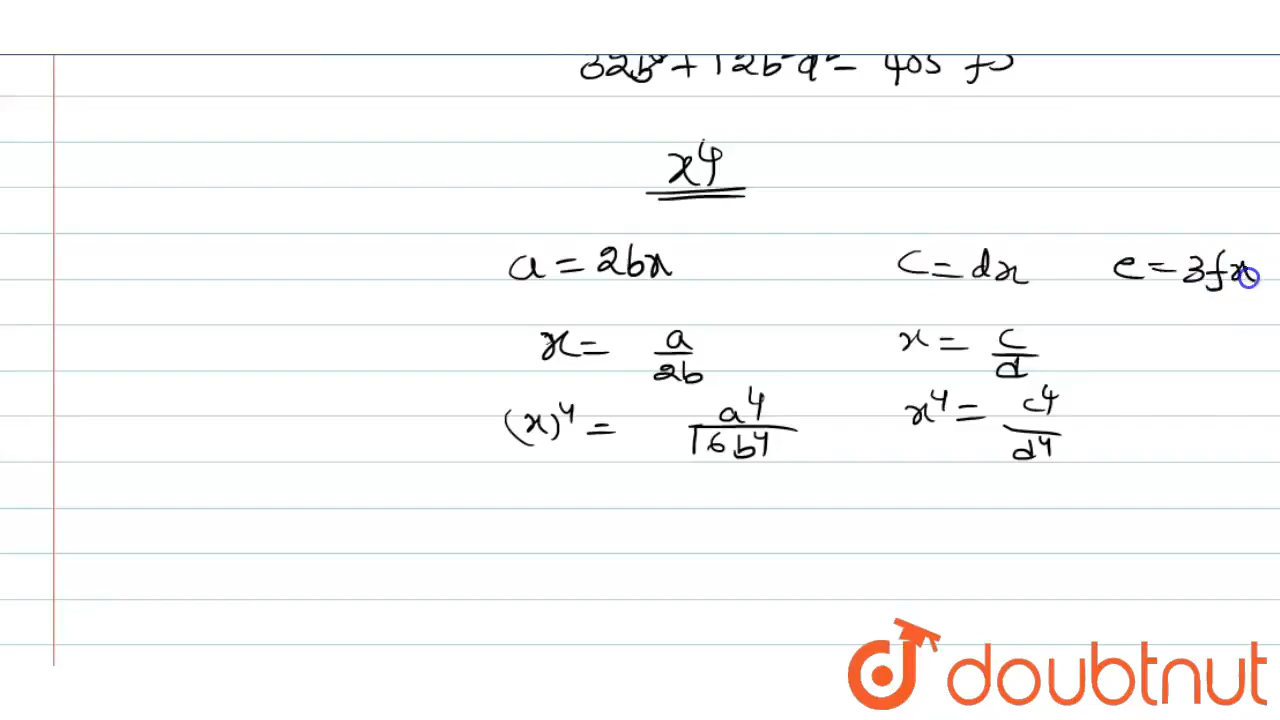 x4
a = 2bx c = dx e = 3fx
x = a/2b x = c/d
(x)4 = a4/16b4 x4 = c4/d4
doubtnut